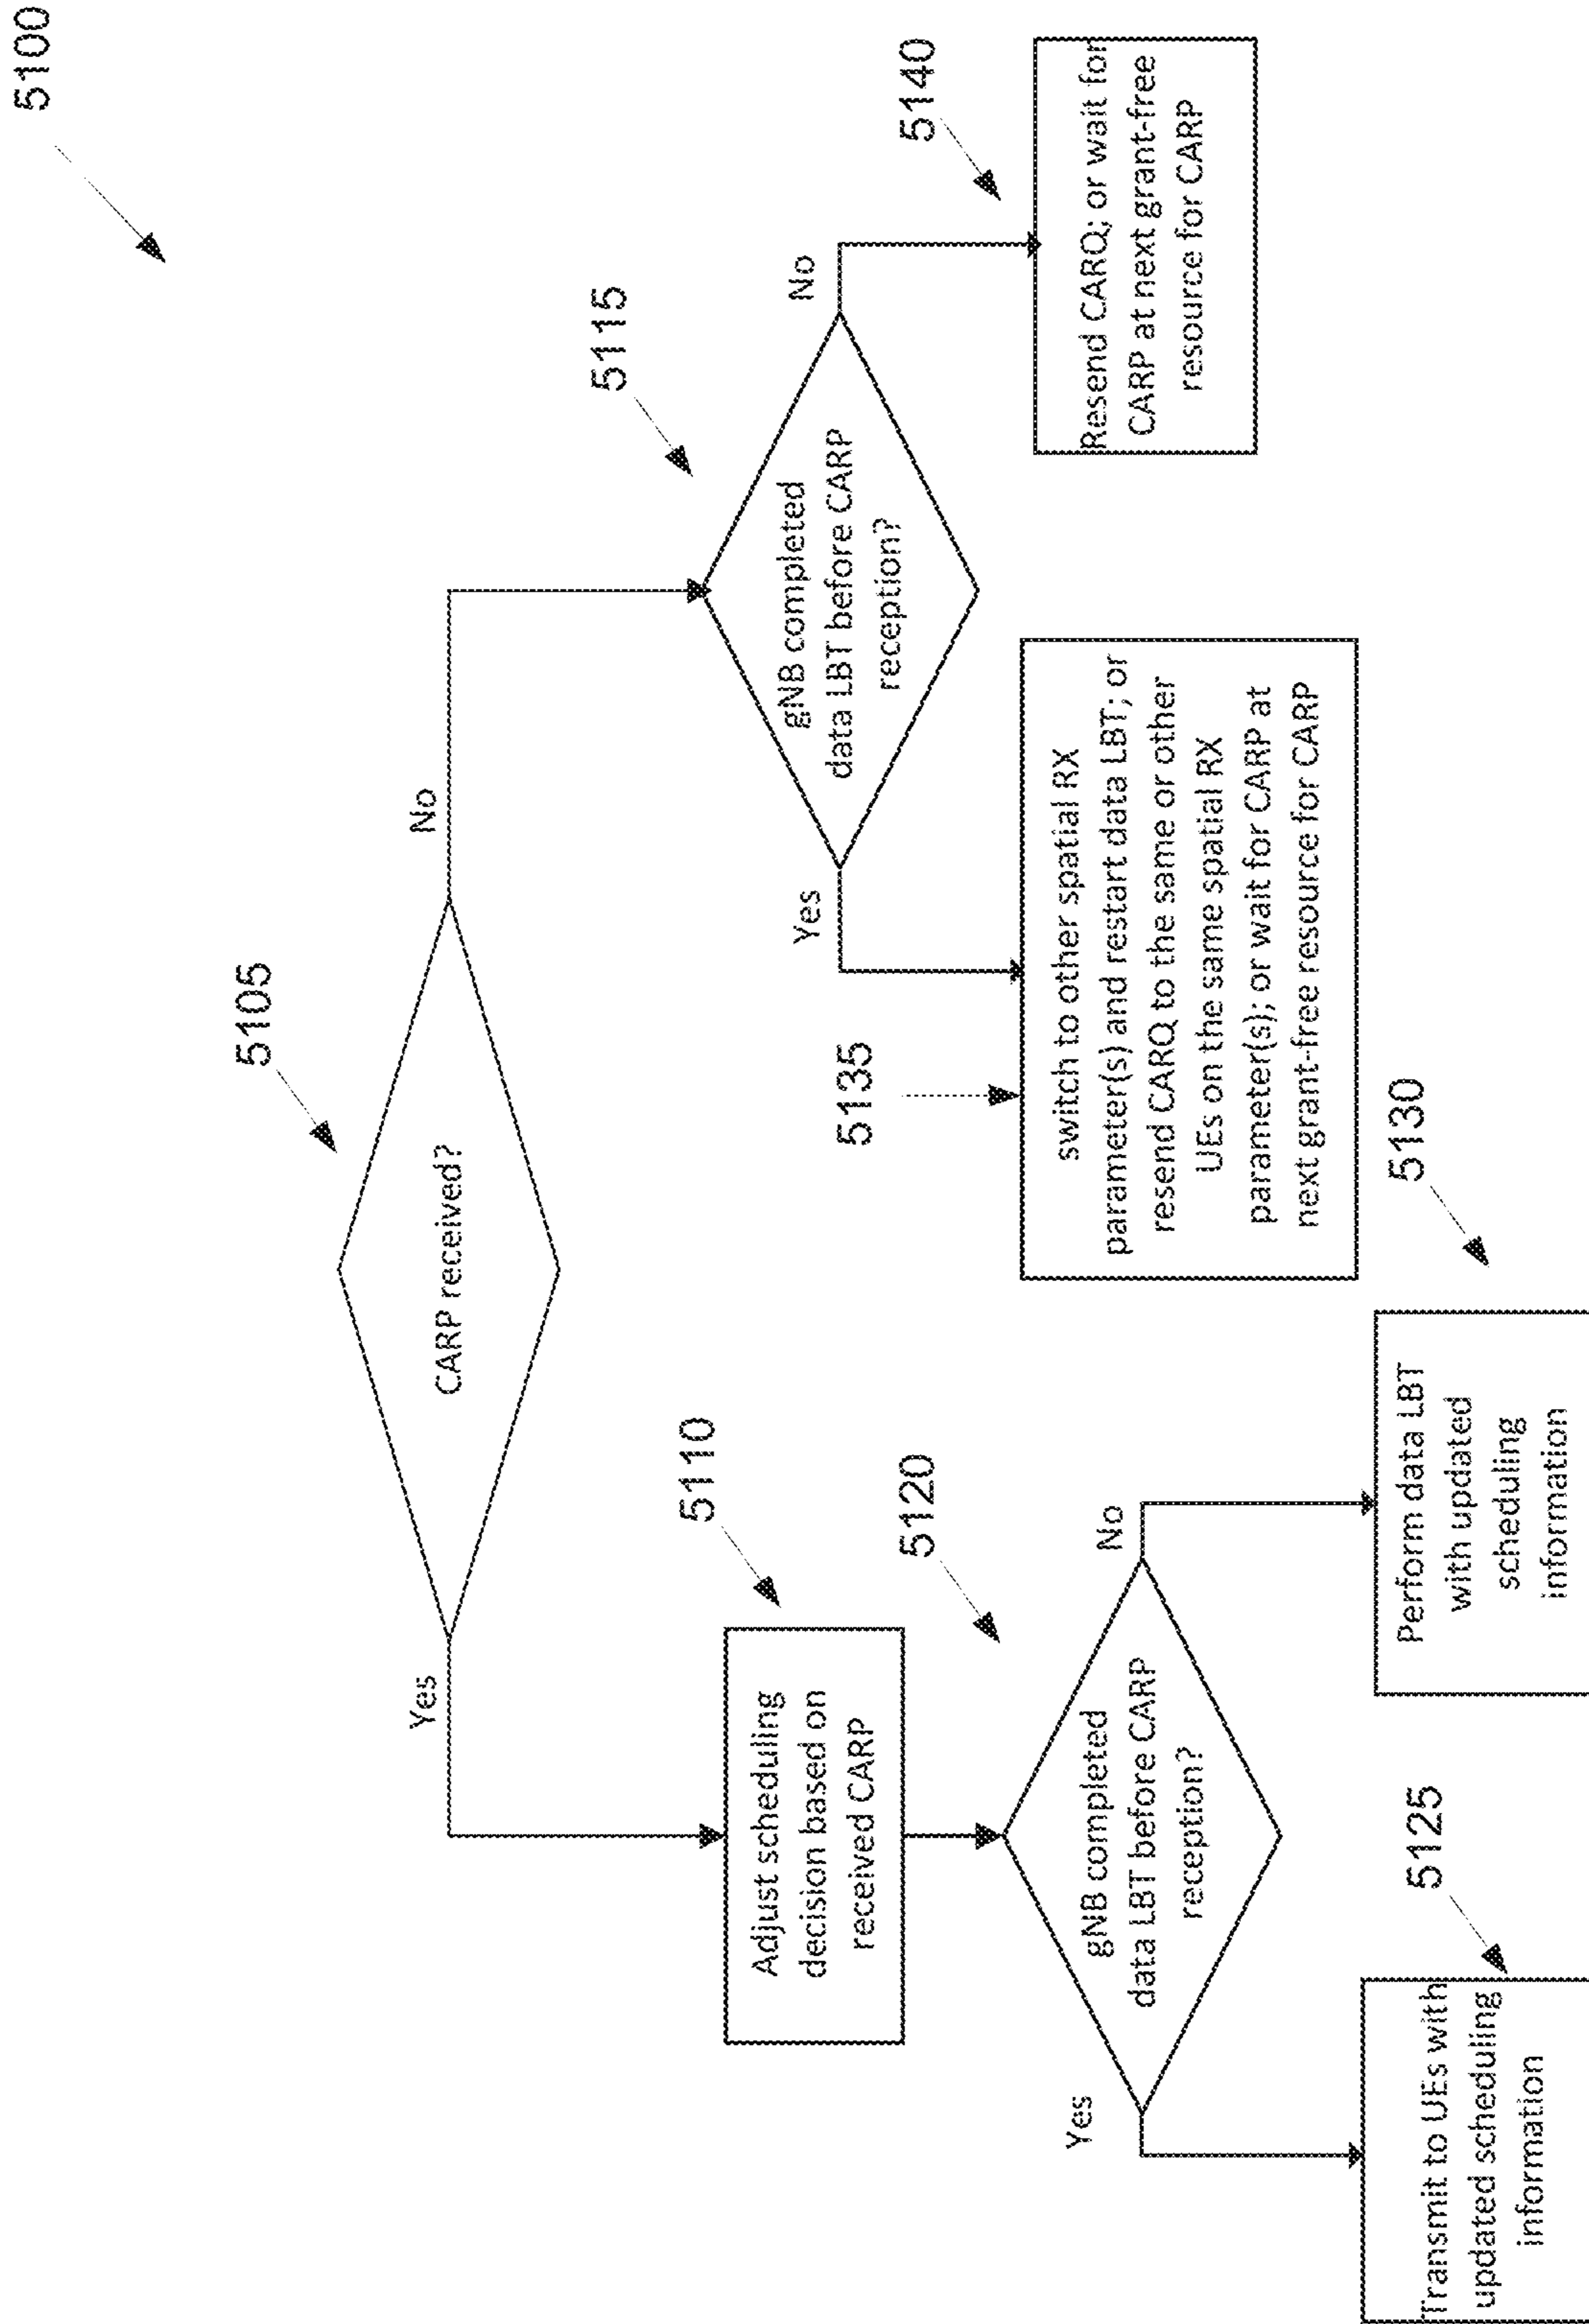 5100
5105
CARP received?
Yes
No
5110
Adjust scheduling
decision based on
received CARP
5115
gNB completed
data LBT before CARP
reception?
Yes
No
5120
gNB completed
data LBT before CARP
reception?
Yes
No
5135
switch to other spatial RX
parameter(s) and restart data LBT; or
resend CARQ to the same or other
UEs on the same spatial RX
parameter(s); or wait for CARP at
next grant-free resource for CARP
5140
Resend CARQ; or wait for
CARP at next grant-free
resource for CARP
5125
Transmit to UEs with
updated scheduling
information
5130
Perform data LBT
with updated
scheduling
information